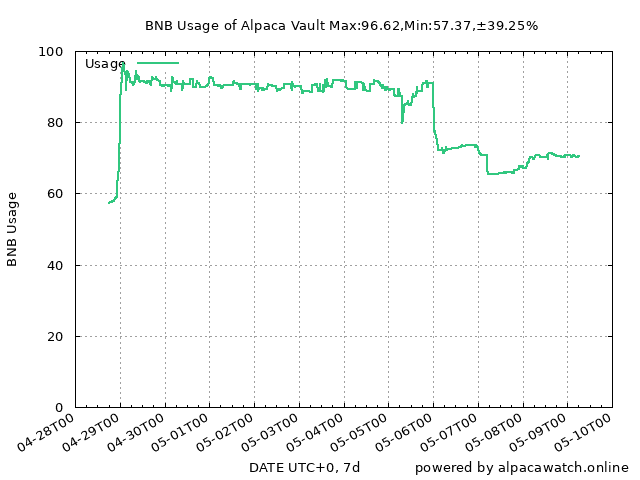 BNB Usage of Alpaca Vault Max:96.62,Min:57.37,±39.25%
Usage
100
80
60
40
20
0
BNB Usage
04-28T00
04-29T00
04-30T00
05-01T00
05-02T00
05-03T00
05-04T00
05-05T00
05-06T00
05-07T00
05-08T00
05-09T00
05-10T00
DATE UTC+0, 7d
powered by alpacawatch.online